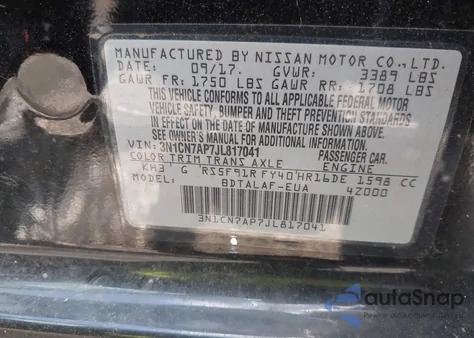 MANUFACTURED BY NISSAN MOTOR CO., LTD.
DATE: 09/17. GVWR: 3389 LBS
GAWR FR: 1750 LBS GAWR RR: 1708 LBS
THIS VEHICLE CONFORMS TO ALL APPLICABLE FEDERAL MOTOR
VEHICLE SAFETY, BUMPER AND THEFT PREVENTION STANDARDS
IN EFFECT ON THE DATE OF MANUFACTURE SHOWN ABOVE.
SEE OWNER'S MANUAL FOR ADDITIONAL INFORMATION.
VIN: 3N1CN7AP7JL817041 PASSENGER CAR
COLOR TRIM TRANS AXLE ENGINE
KH3 G RS5F91R FY40 HR16DE 1598 CC
MODEL: BDTALAF-EUA 42000
3N1CN7AP7JL817041
autoSnap